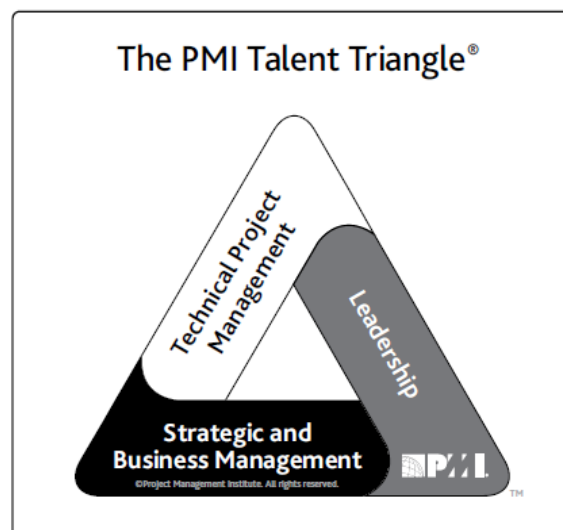 The PMI Talent Triangle®
Technical Project
Management
Leadership
Strategic and
Business Management
©Project Management Institute. All rights reserved.
PMI.
TM